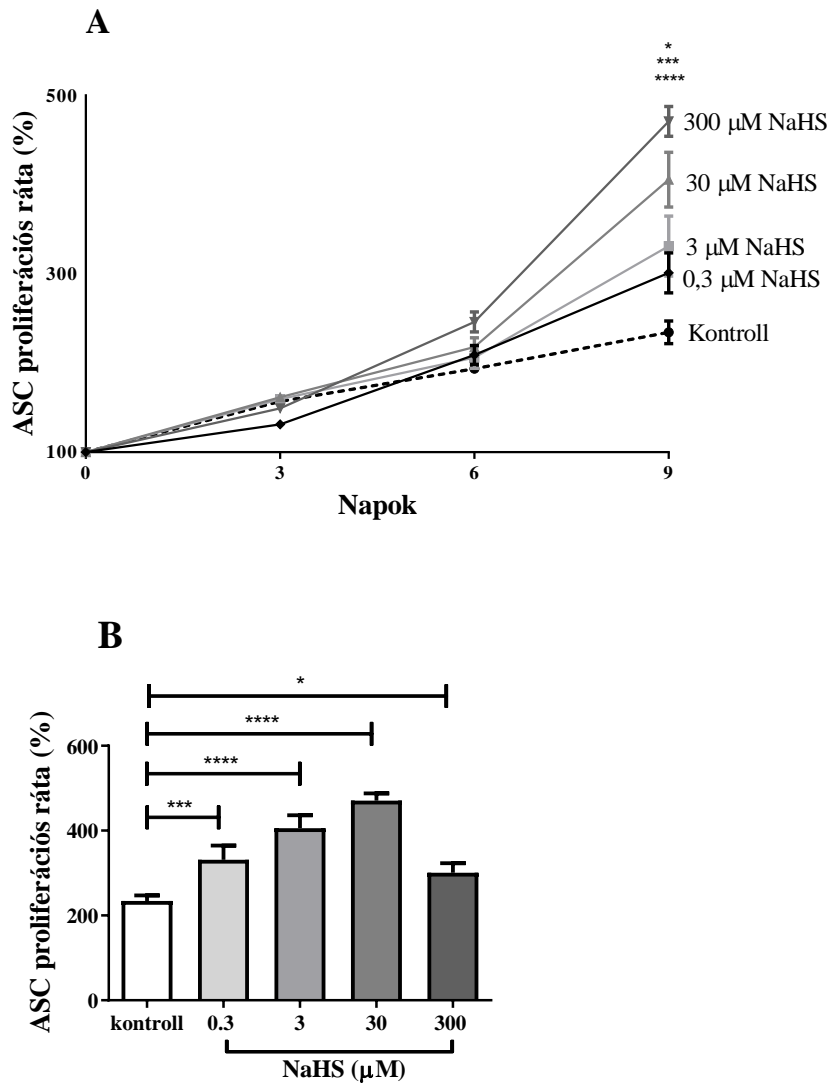 A
*
***
****
500
300
100
ASC proliferációs ráta (%)
300 μM NaHS
30 μM NaHS
3 μM NaHS
0,3 μM NaHS
Kontroll
0 3 6 9
Napok
B
*
****
****
***
600
400
200
0
ASC proliferációs ráta (%)
kontroll 0.3 3 30 300
NaHS (μM)